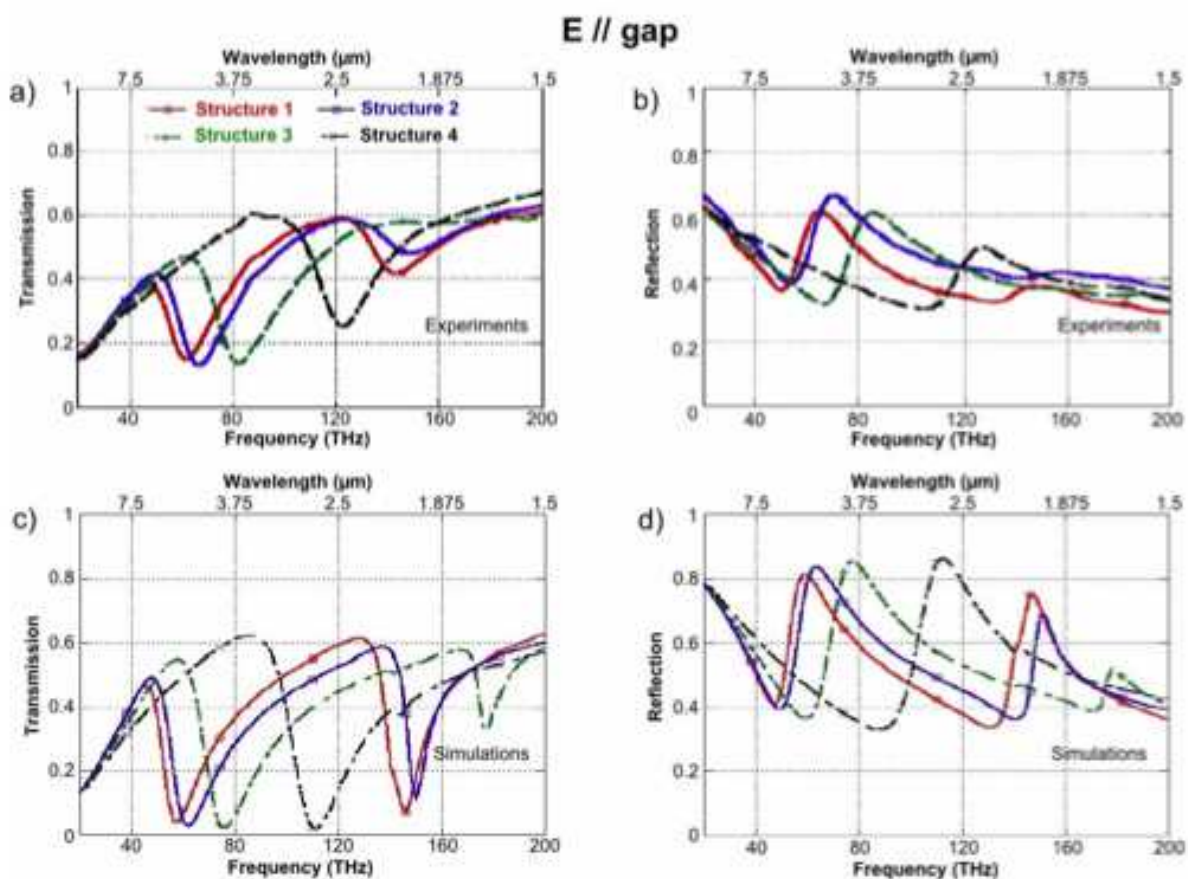 E // gap
Wavelength (µm)
7.5 3.75 2.5 1.875 1.5
a)
1
Structure 1 Structure 2
Structure 3 Structure 4
0.8
0.6
0.4
0.2
0
Transmission
Experiments
40 80 120 160 200
Frequency (THz)
Wavelength (µm)
7.5 3.75 2.5 1.875 1.5
b)
1
0.8
0.6
0.4
0.2
0
Reflection
Experiments
40 80 120 160 200
Frequency (THz)
Wavelength (µm)
7.5 3.75 2.5 1.875 1.5
c)
1
0.8
0.6
0.4
0.2
0
Transmission
Simulations
40 80 120 160 200
Frequency (THz)
Wavelength (µm)
7.5 3.75 2.5 1.875 1.5
d)
1
0.8
0.6
0.4
0.2
0
Reflection
Simulations
40 80 120 160 200
Frequency (THz)